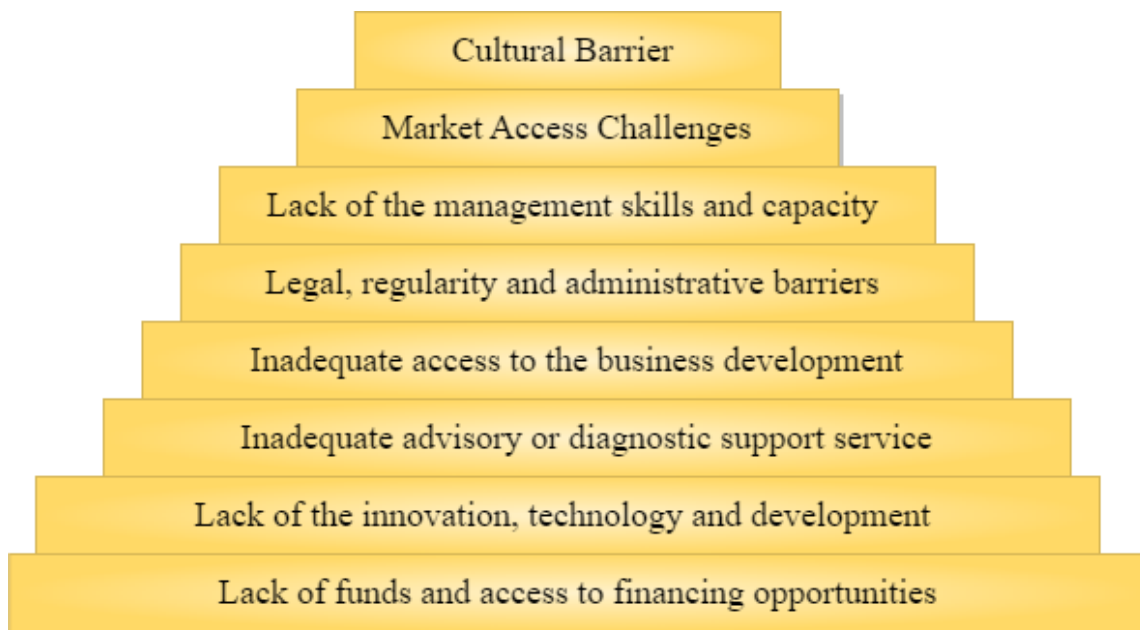 Cultural Barrier
Market Access Challenges
Lack of the management skills and capacity
Legal, regularity and administrative barriers
Inadequate access to the business development
Inadequate advisory or diagnostic support service
Lack of the innovation, technology and development
Lack of funds and access to financing opportunities